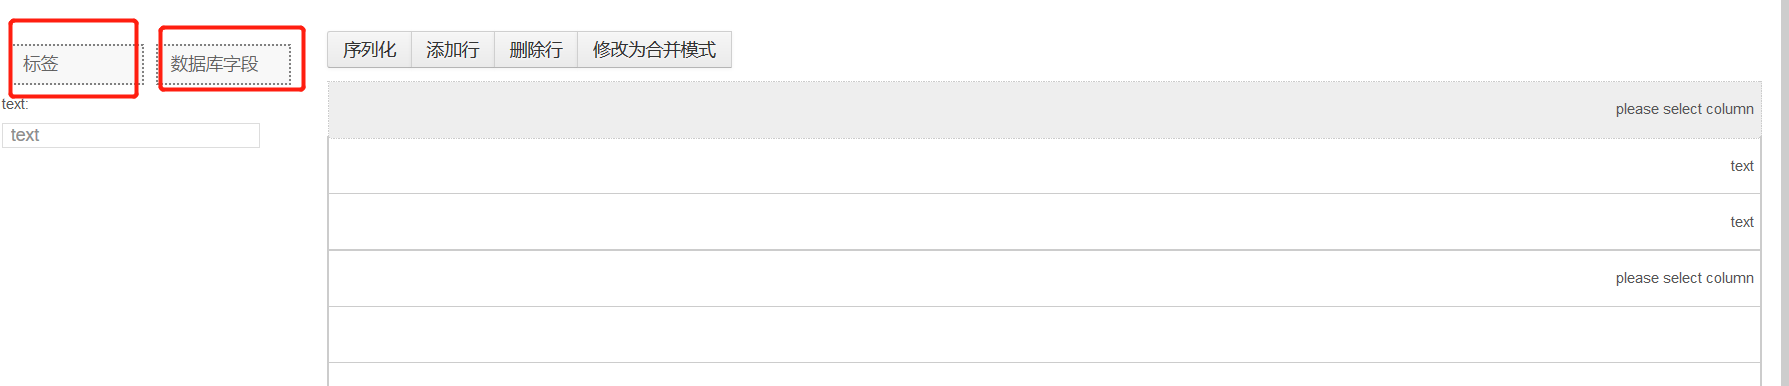 标签
数据库字段
text:
text
序列化 添加行 删除行 修改为合并模式
please select column
text
text
please select column